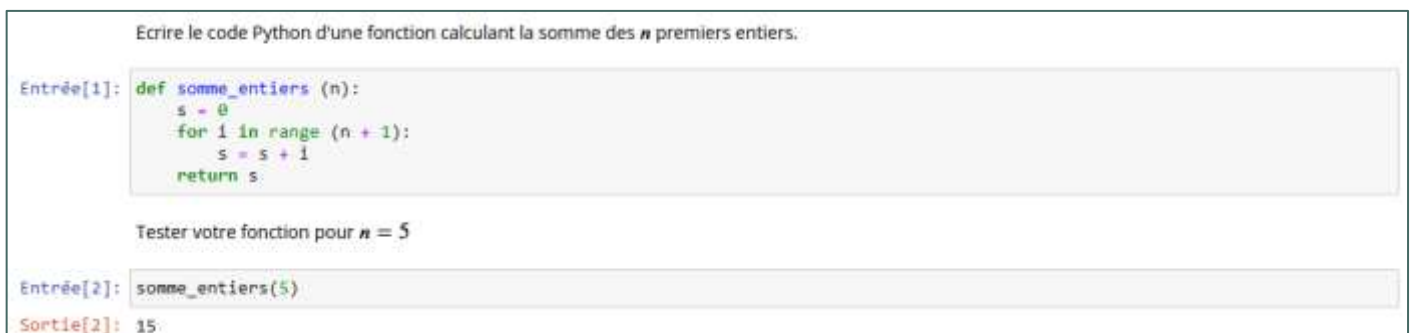 Ecrire le code Python d'une fonction calculant la somme des n premiers entiers.
Entrée[1]: def somme_entiers (n):
s = 0
for i in range (n + 1):
s = s + i
return s
Tester votre fonction pour n = 5
Entrée[2]: somme_entiers(5)
Sortie[2]: 15